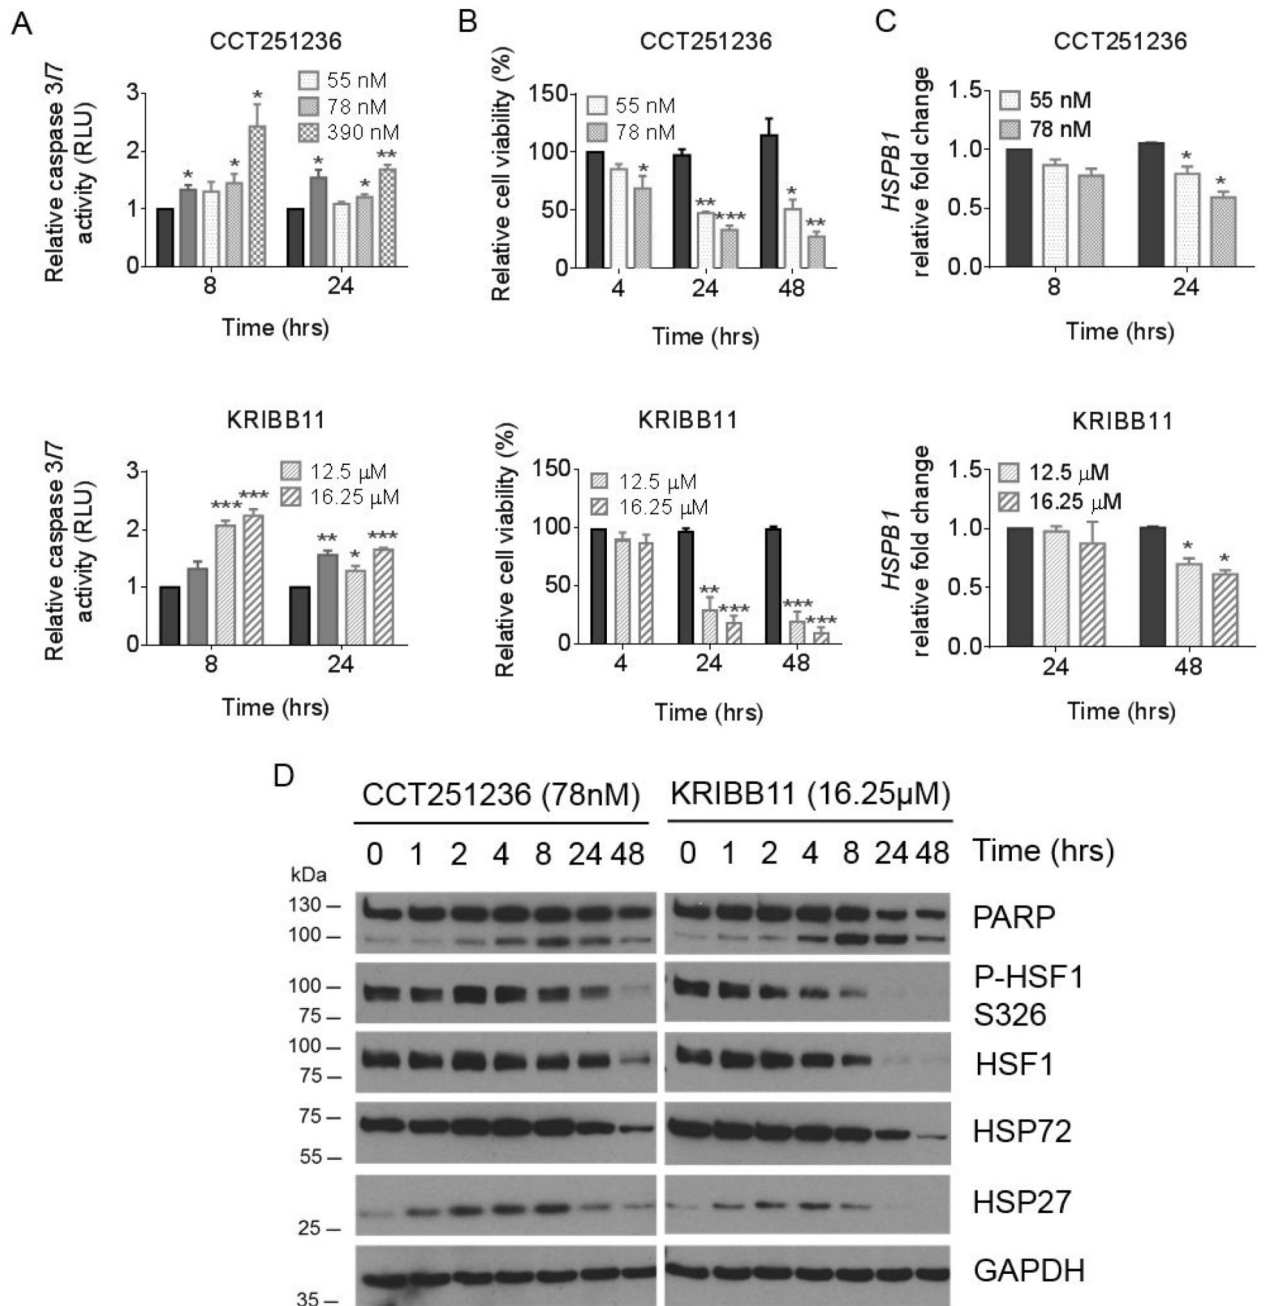 A
CCT251236
Relative caspase 3/7
activity (RLU)
3
2
1
0
*
*
*
*
*
**
55 nM
78 nM
390 nM
8
24
Time (hrs)
B
CCT251236
Relative cell viability (%)
150
100
50
0
55 nM
78 nM
*
**
***
*
**
4
24
48
Time (hrs)
C
CCT251236
HSPB1
relative fold change
1.5
1.0
0.5
0.0
55 nM
78 nM
*
*
8
24
Time (hrs)
KRIBB11
Relative caspase 3/7
activity (RLU)
3
2
1
0
12.5 µM
16.25 µM
***
***
**
*
***
8
24
Time (hrs)
KRIBB11
Relative cell viability (%)
150
100
50
0
12.5 µM
16.25 µM
**
***
***
***
4
24
48
Time (hrs)
KRIBB11
HSPB1
relative fold change
1.5
1.0
0.5
0.0
12.5 µM
16.25 µM
*
*
24
48
Time (hrs)
D
CCT251236 (78nM) KRIBB11 (16.25µM)
0 1 2 4 8 24 48 0 1 2 4 8 24 48 Time (hrs)
kDa
130
100
PARP
100
75
P-HSF1
S326
100
75
HSF1
75
55
HSP72
25
HSP27
35
GAPDH